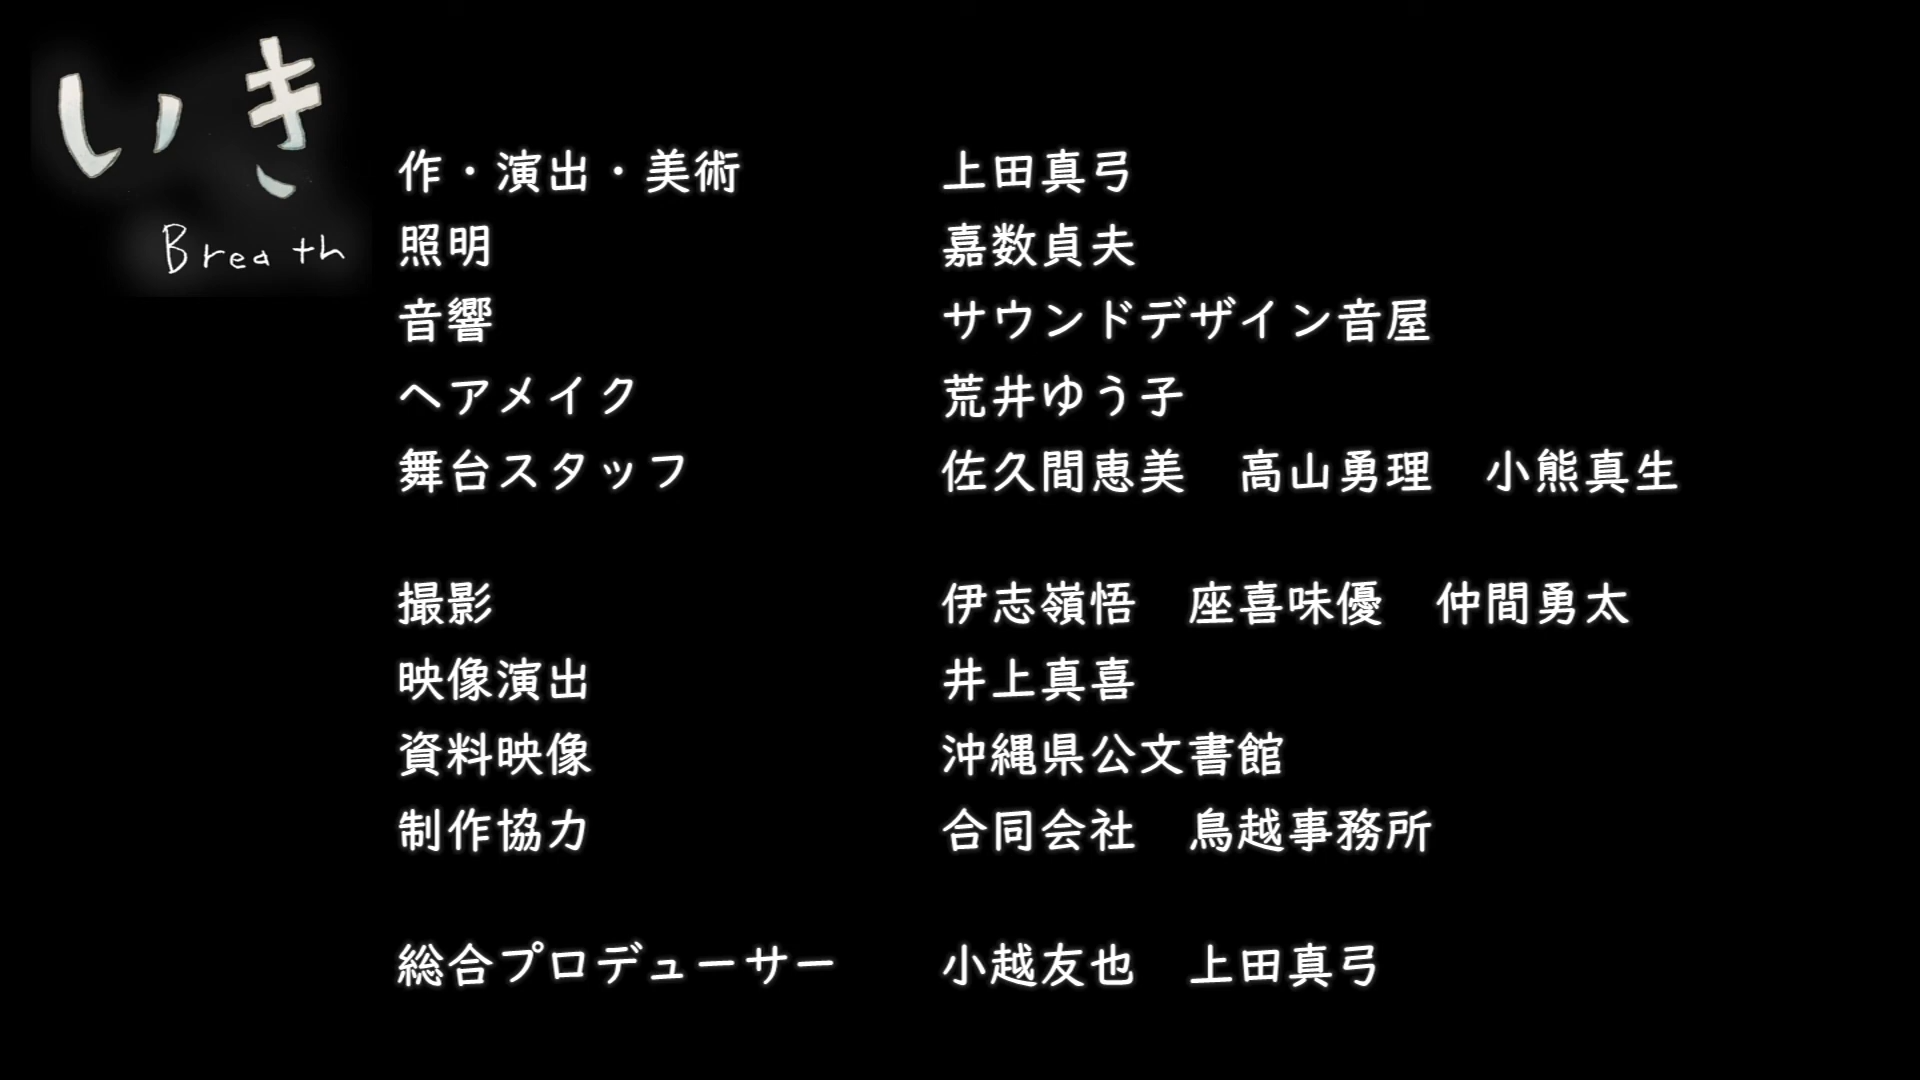 いき
Breath
作・演出・美術　上田真弓
照明　嘉数貞夫
音響　サウンドデザイン音屋
ヘアメイク　荒井ゆう子
舞台スタッフ　佐久間恵美　高山勇理　小熊真生
撮影　伊志嶺悟　座喜味優　仲間勇太
映像演出　井上真喜
資料映像　沖縄県公文書館
制作協力　合同会社　鳥越事務所
総合プロデューサー　小越友也　上田真弓